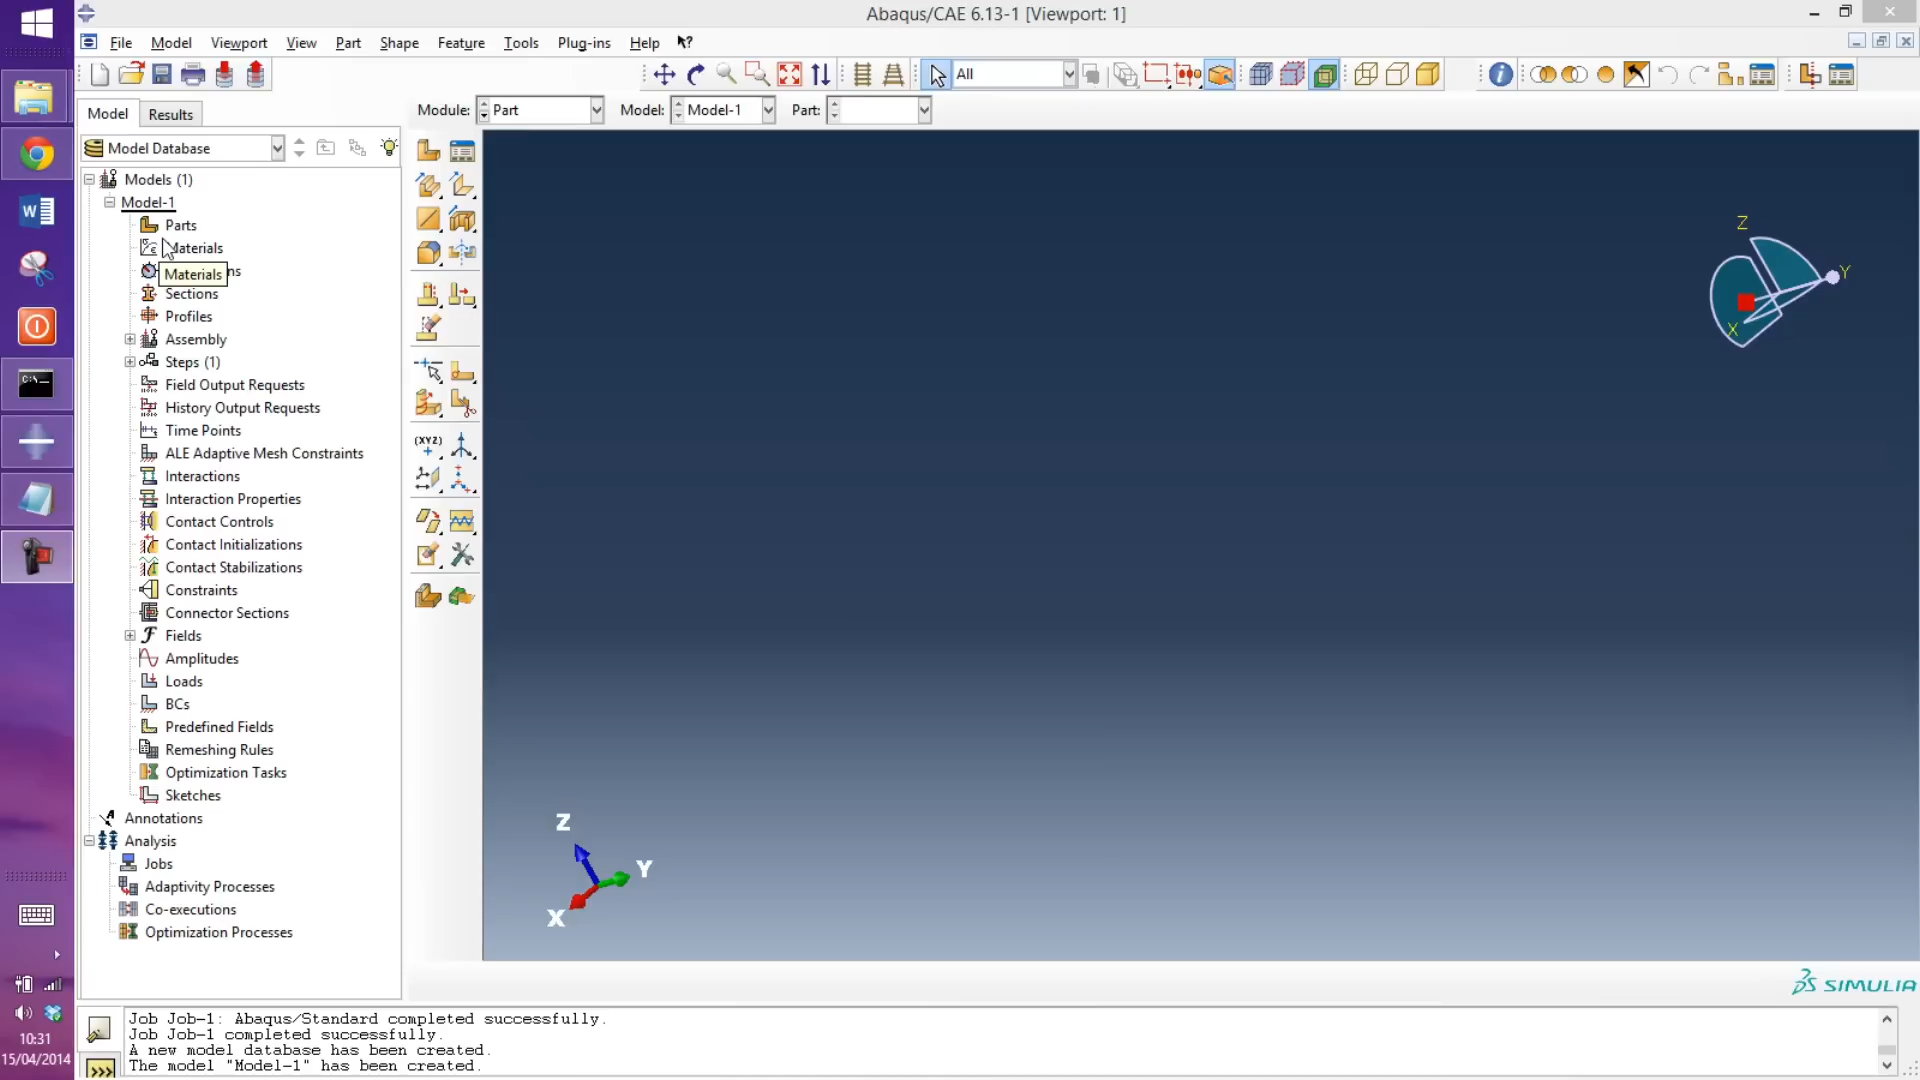 Abaqus/CAE 6.13-1 [Viewport: 1]
File Model Viewport View Part Shape Feature Tools Plug-ins Help
All
Model Results
Module: Part Model: Model-1 Part:
Model Database
Models (1)
Model-1
Parts
Materials
Materials
ns
Sections
Profiles
Assembly
Steps (1)
Field Output Requests
History Output Requests
Time Points
ALE Adaptive Mesh Constraints
Interactions
Interaction Properties
Contact Controls
Contact Initializations
Contact Stabilizations
Constraints
Connector Sections
Fields
Amplitudes
Loads
BCs
Predefined Fields
Remeshing Rules
Optimization Tasks
Sketches
Annotations
Analysis
Jobs
Adaptivity Processes
Co-executions
Optimization Processes
(XYZ)
Z
Y
X
Z
Y
X
SIMULIA
Job Job-1: Abaqus/Standard completed successfully.
Job Job-1 completed successfully.
A new model database has been created.
The model "Model-1" has been created.
>>>
10:31
15/04/2014